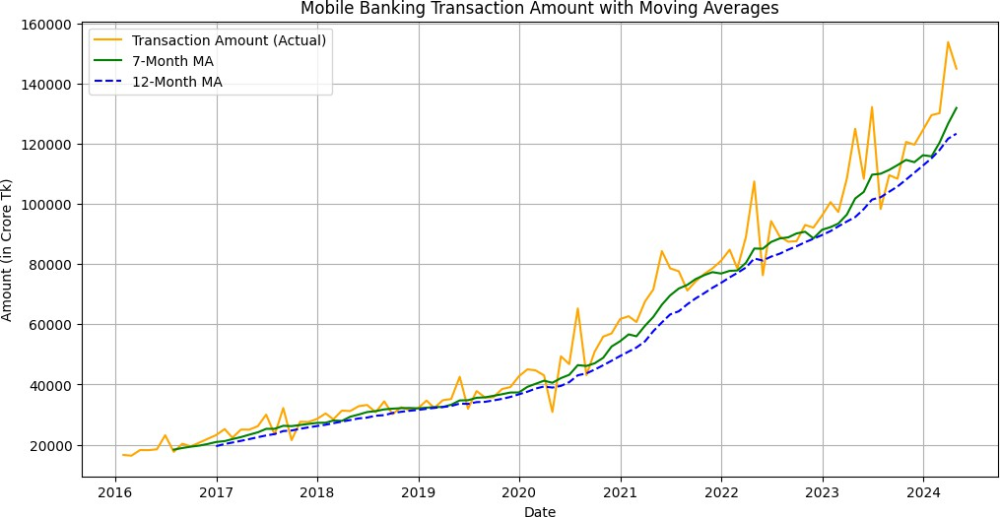 Mobile Banking Transaction Amount with Moving Averages
Transaction Amount (Actual)
7-Month MA
12-Month MA
Amount (in Crore Tk)
160000
140000
120000
100000
80000
60000
40000
20000
2016 2017 2018 2019 2020 2021 2022 2023 2024
Date